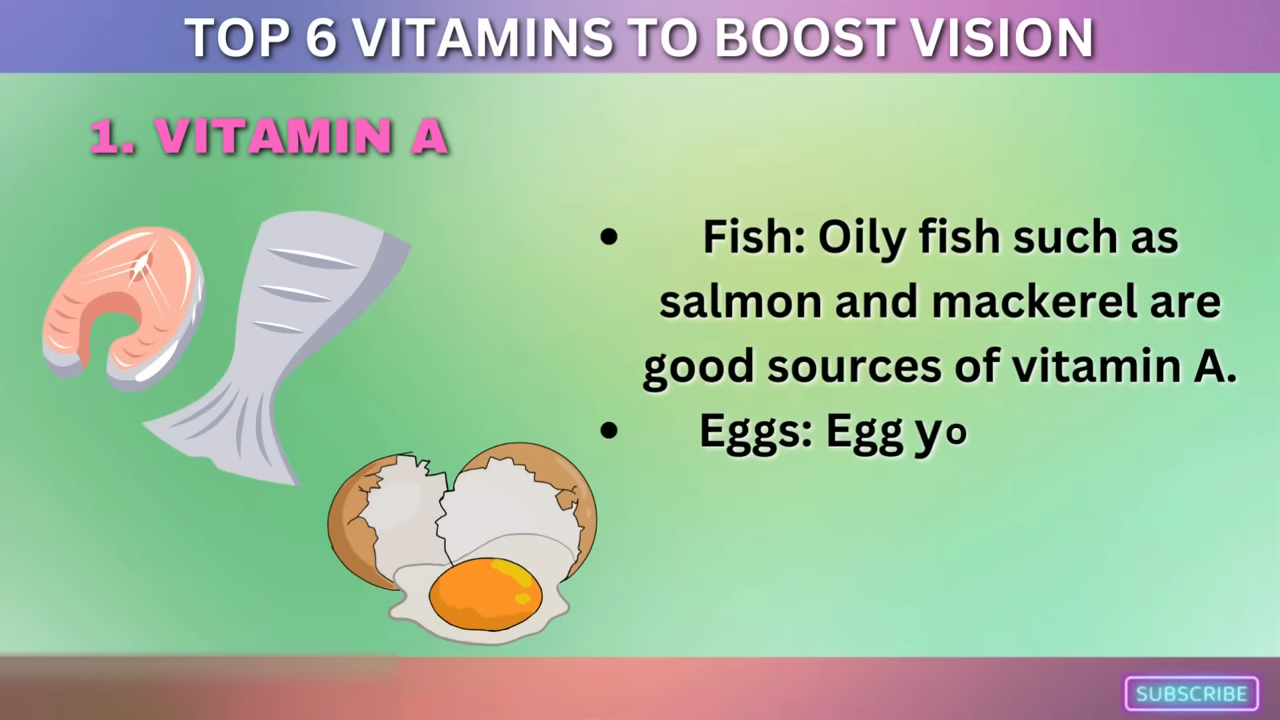 TOP 6 VITAMINS TO BOOST VISION
1. VITAMIN A
• Fish: Oily fish such as
salmon and mackerel are
good sources of vitamin A.
• Eggs: Egg yo
SUBSCRIBE